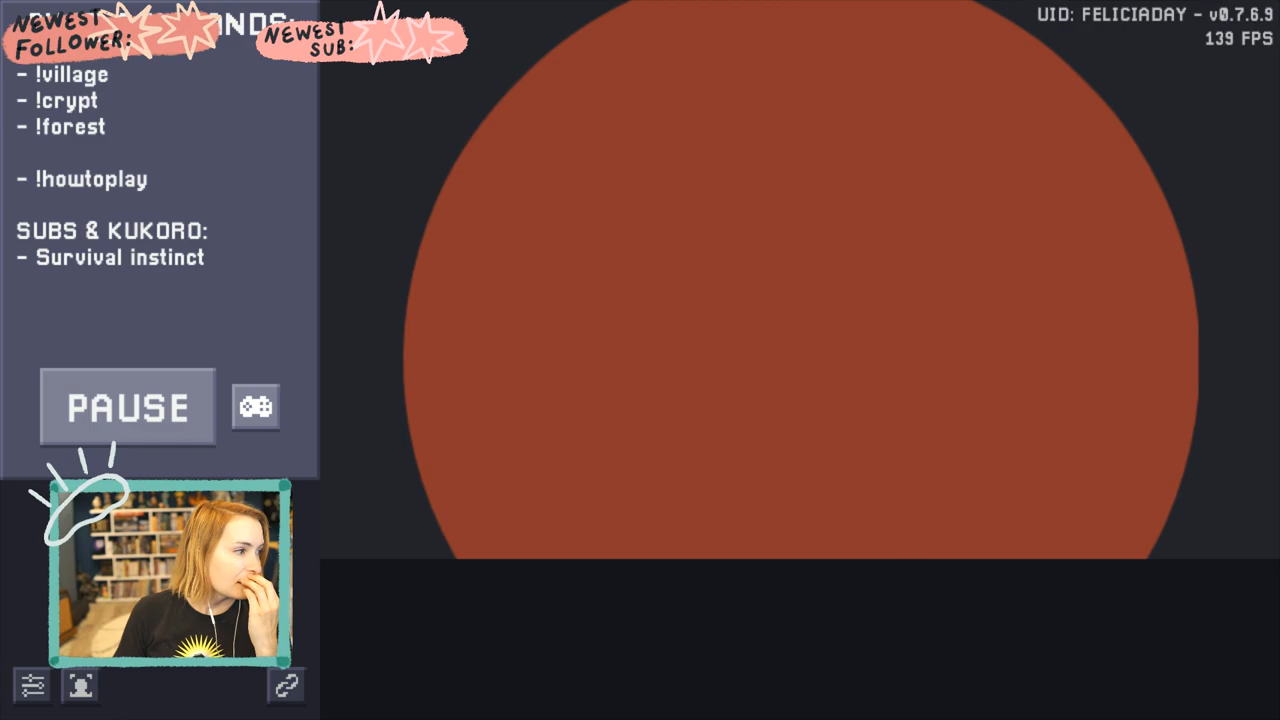 NEWEST
FOLLOWER:
NEWEST
SUB:
- !village
- !crypt
- !forest
- !howtoplay
SUBS & KUKORO:
- Survival instinct
PAUSE
UID: FELICIADAY - v0.7.6.9
139 FPS